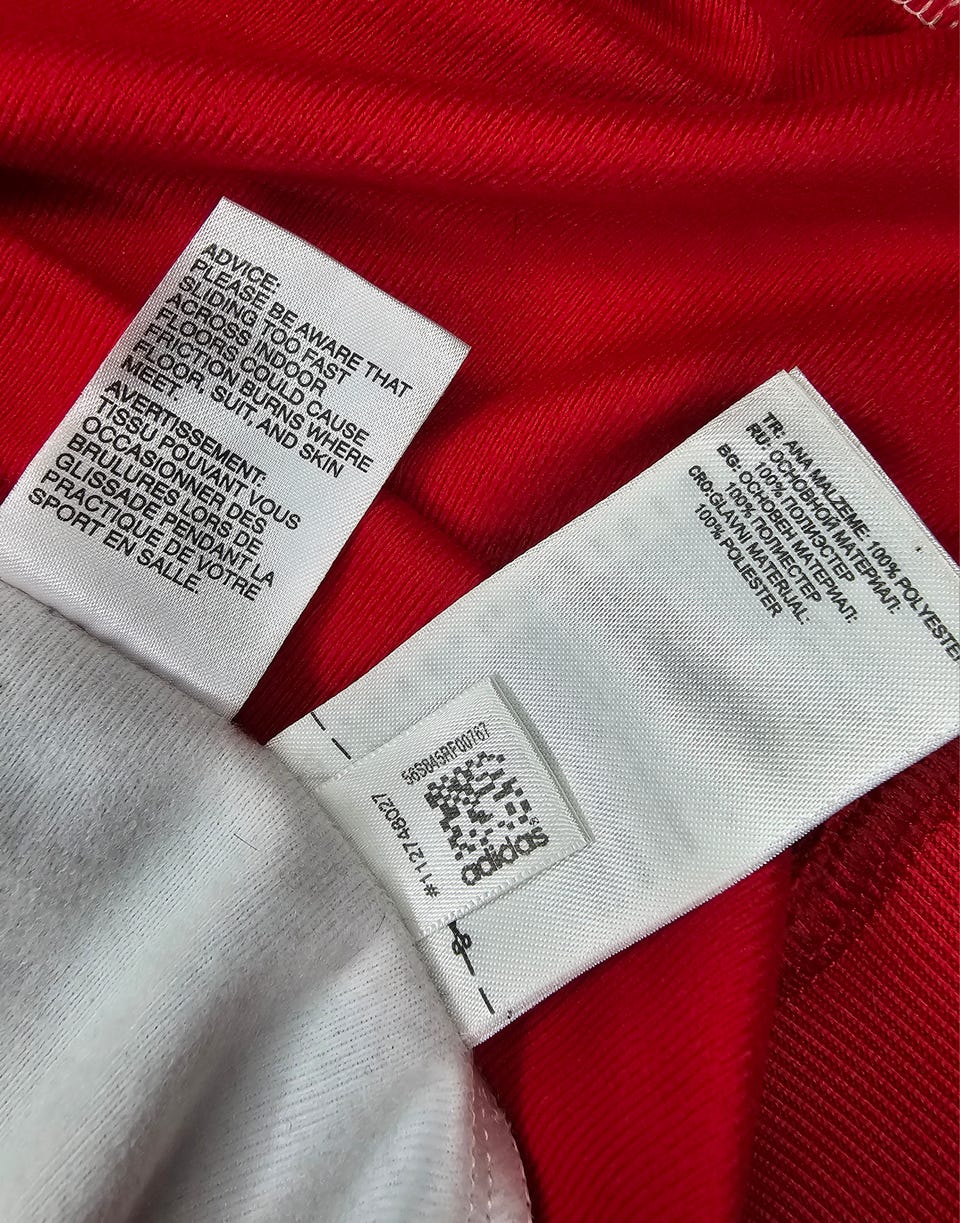 ADVICE:
PLEASE BE AWARE THAT
SLIDING TOO FAST
ACROSS INDOOR
FLOORS COULD CAUSE
FRICTION BURNS WHERE
FLOOR, SUIT, AND SKIN
MEET.
AVERTISSEMENT:
TISSU POUVANT VOUS
OCCASIONNER DES
BRULURES LORS DE
GLISSADE PENDANT LA
PRACTIQUE DE VOTRE
SPORT EN SALLE.
TR: ANA MALZEME: 100% POLYESTER
RU: ОСНОВНОЙ МАТЕРИАЛ:
100% ПОЛИЭСТЕР
BG: ОСНОВЕН МАТЕРИАЛ:
100% ПОЛИЕСТЕР
CRO:GLAVNI MATERIJAL:
100% POLIESTER
56S045RF00767
#112748027
adidas